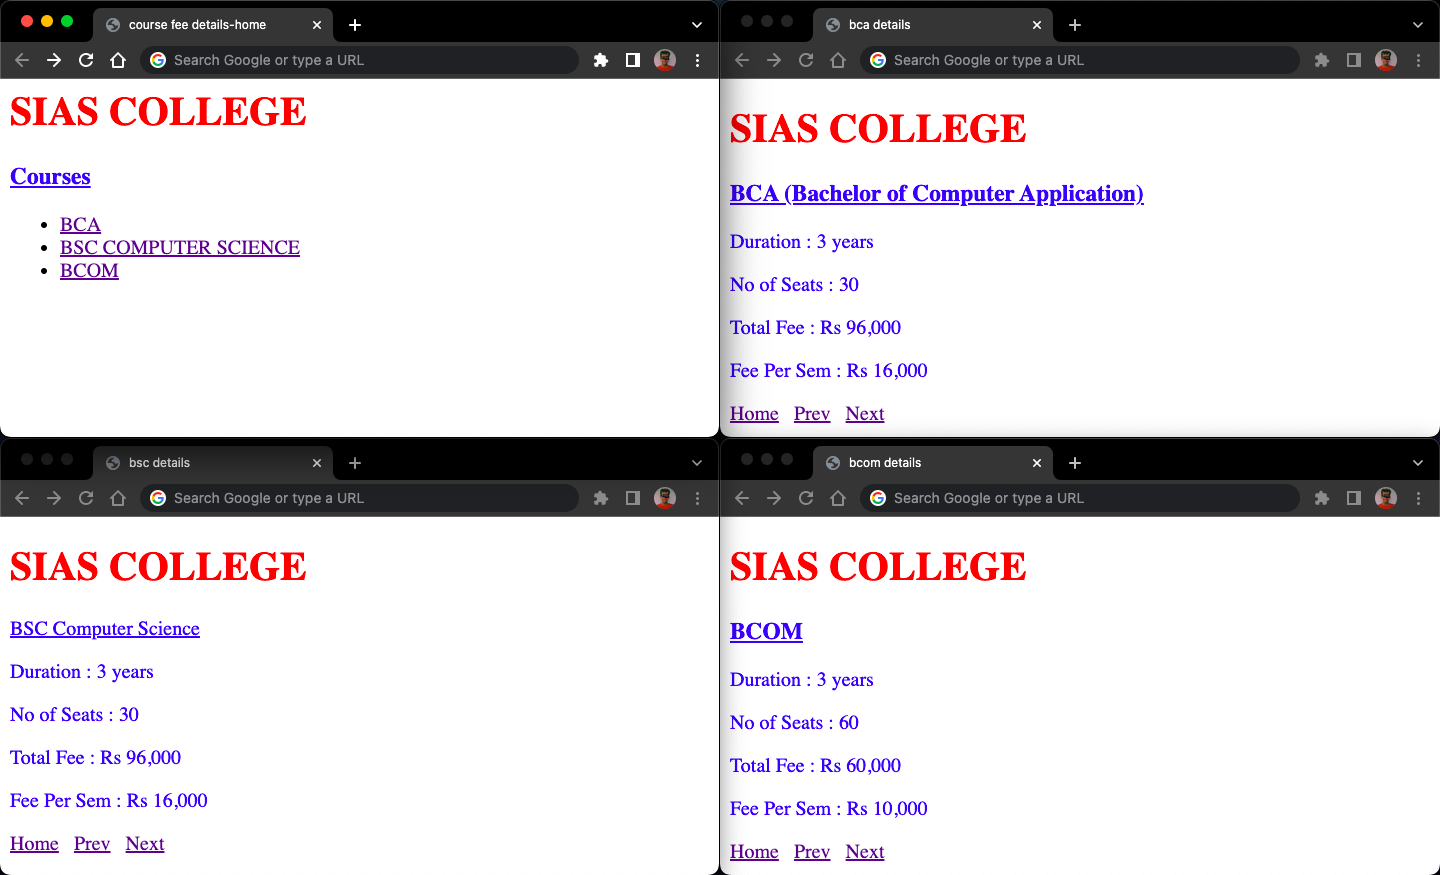 course fee details-home
Search Google or type a URL
SIAS COLLEGE
Courses
BCA
BSC COMPUTER SCIENCE
BCOM
bca details
Search Google or type a URL
SIAS COLLEGE
BCA (Bachelor of Computer Application)
Duration : 3 years
No of Seats : 30
Total Fee : Rs 96,000
Fee Per Sem : Rs 16,000
Home Prev Next
bsc details
Search Google or type a URL
SIAS COLLEGE
BSC Computer Science
Duration : 3 years
No of Seats : 30
Total Fee : Rs 96,000
Fee Per Sem : Rs 16,000
Home Prev Next
bcom details
Search Google or type a URL
SIAS COLLEGE
BCOM
Duration : 3 years
No of Seats : 60
Total Fee : Rs 60,000
Fee Per Sem : Rs 10,000
Home Prev Next